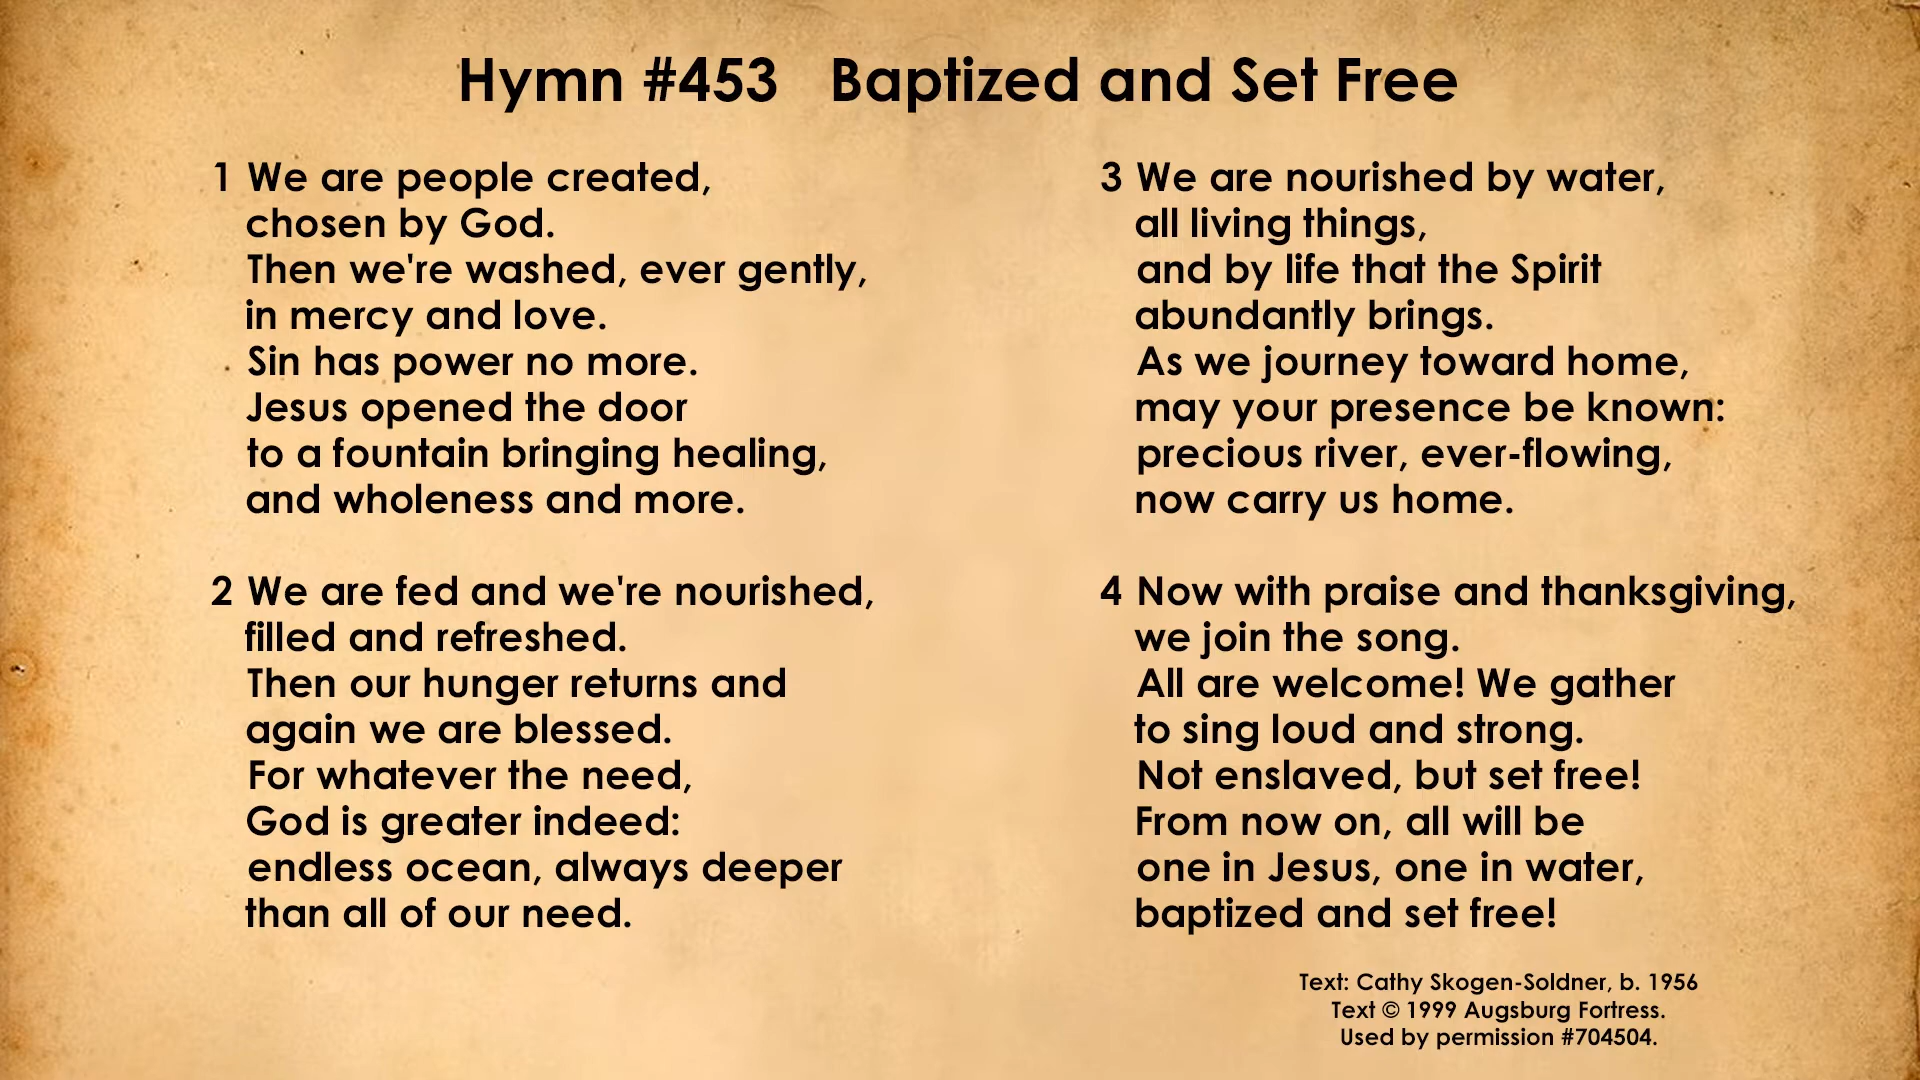 Hymn #453 Baptized and Set Free
1 We are people created,
chosen by God.
Then we're washed, ever gently,
in mercy and love.
Sin has power no more.
Jesus opened the door
to a fountain bringing healing,
and wholeness and more.
2 We are fed and we're nourished,
filled and refreshed.
Then our hunger returns and
again we are blessed.
For whatever the need,
God is greater indeed:
endless ocean, always deeper
than all of our need.
3 We are nourished by water,
all living things,
and by life that the Spirit
abundantly brings.
As we journey toward home,
may your presence be known:
precious river, ever-flowing,
now carry us home.
4 Now with praise and thanksgiving,
we join the song.
All are welcome! We gather
to sing loud and strong.
Not enslaved, but set free!
From now on, all will be
one in Jesus, one in water,
baptized and set free!
Text: Cathy Skogen-Soldner, b. 1956
Text © 1999 Augsburg Fortress.
Used by permission #704504.